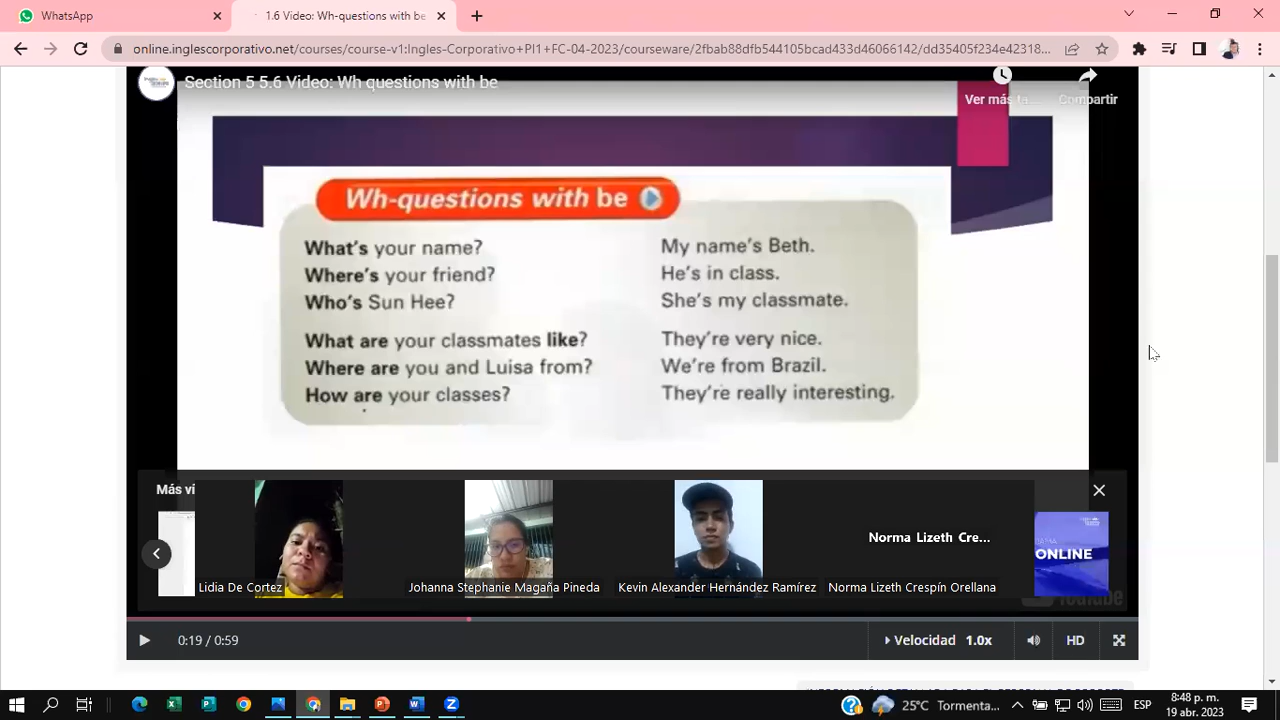 WhatsApp
1.6 Video: Wh-questions with be
online.inglescorporativo.net/courses/course-v1:Ingles-Corporativo+PI1+FC-04-2023/courseware/2fbab88dfb544105bcad433d46066142/dd35405f234e42318...
Section 5 5.6 Video: Wh questions with be
Ver más ta...
Compartir
Wh-questions with be
What's your name? My name's Beth.
Where's your friend? He's in class.
Who's Sun Hee? She's my classmate.
What are your classmates like? They're very nice.
Where are you and Luisa from? We're from Brazil.
How are your classes? They're really interesting.
Más ví
Norma Lizeth Cre...
ONLINE
Lidia De Cortez
Johanna Stephanie Magaña Pineda
Kevin Alexander Hernández Ramírez
Norma Lizeth Crespín Orellana
YouTube
0:19 / 0:59
Velocidad 1.0x
HD
25°C Tormenta...
ESP
8:48 p. m.
19 abr. 2023